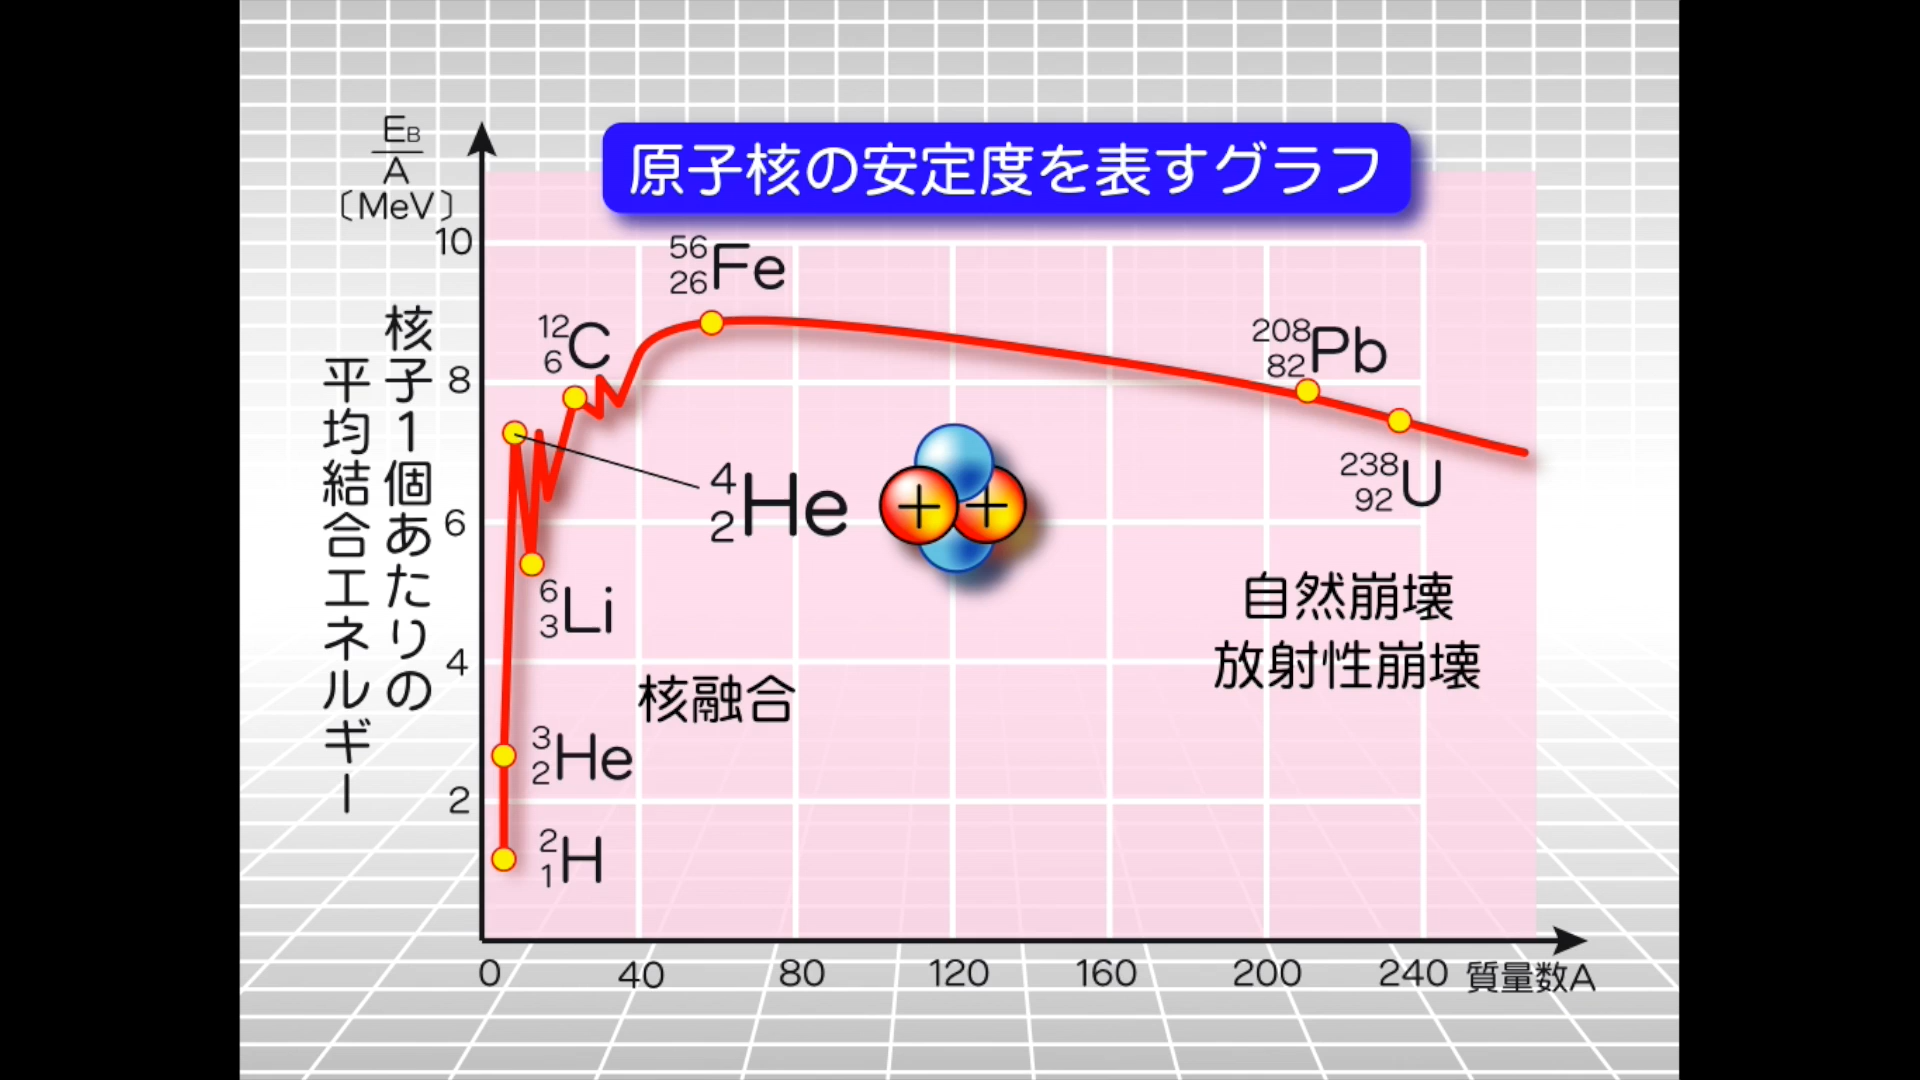 原子核の安定度を表すグラフ
EB
A
〔MeV〕
核子1個あたりの
平均結合エネルギー
10
8
6
4
2
56
26Fe
12
6C
208
82Pb
238
92U
4
2He
+ +
6
3Li
自然崩壊
放射性崩壊
核融合
3
2He
2
1H
0 40 80 120 160 200 240 質量数A